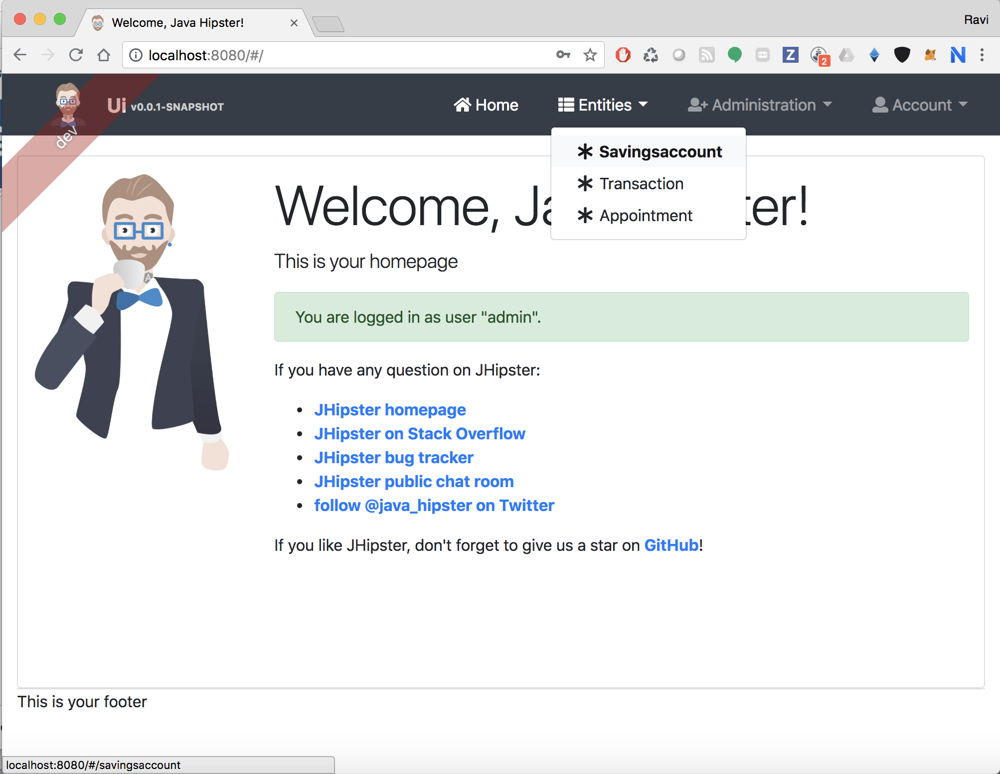 Welcome, Java Hipster!
Ravi
localhost:8080/#/
2
Ui v0.0.1-SNAPSHOT
Home
Entities
Administration
Account
dev
Savingsaccount
Transaction
Appointment
Welcome, Ja ter!
This is your homepage
You are logged in as user "admin".
If you have any question on JHipster:
JHipster homepage
JHipster on Stack Overflow
JHipster bug tracker
JHipster public chat room
follow @java_hipster on Twitter
If you like JHipster, don't forget to give us a star on GitHub!
This is your footer
localhost:8080/#/savingsaccount